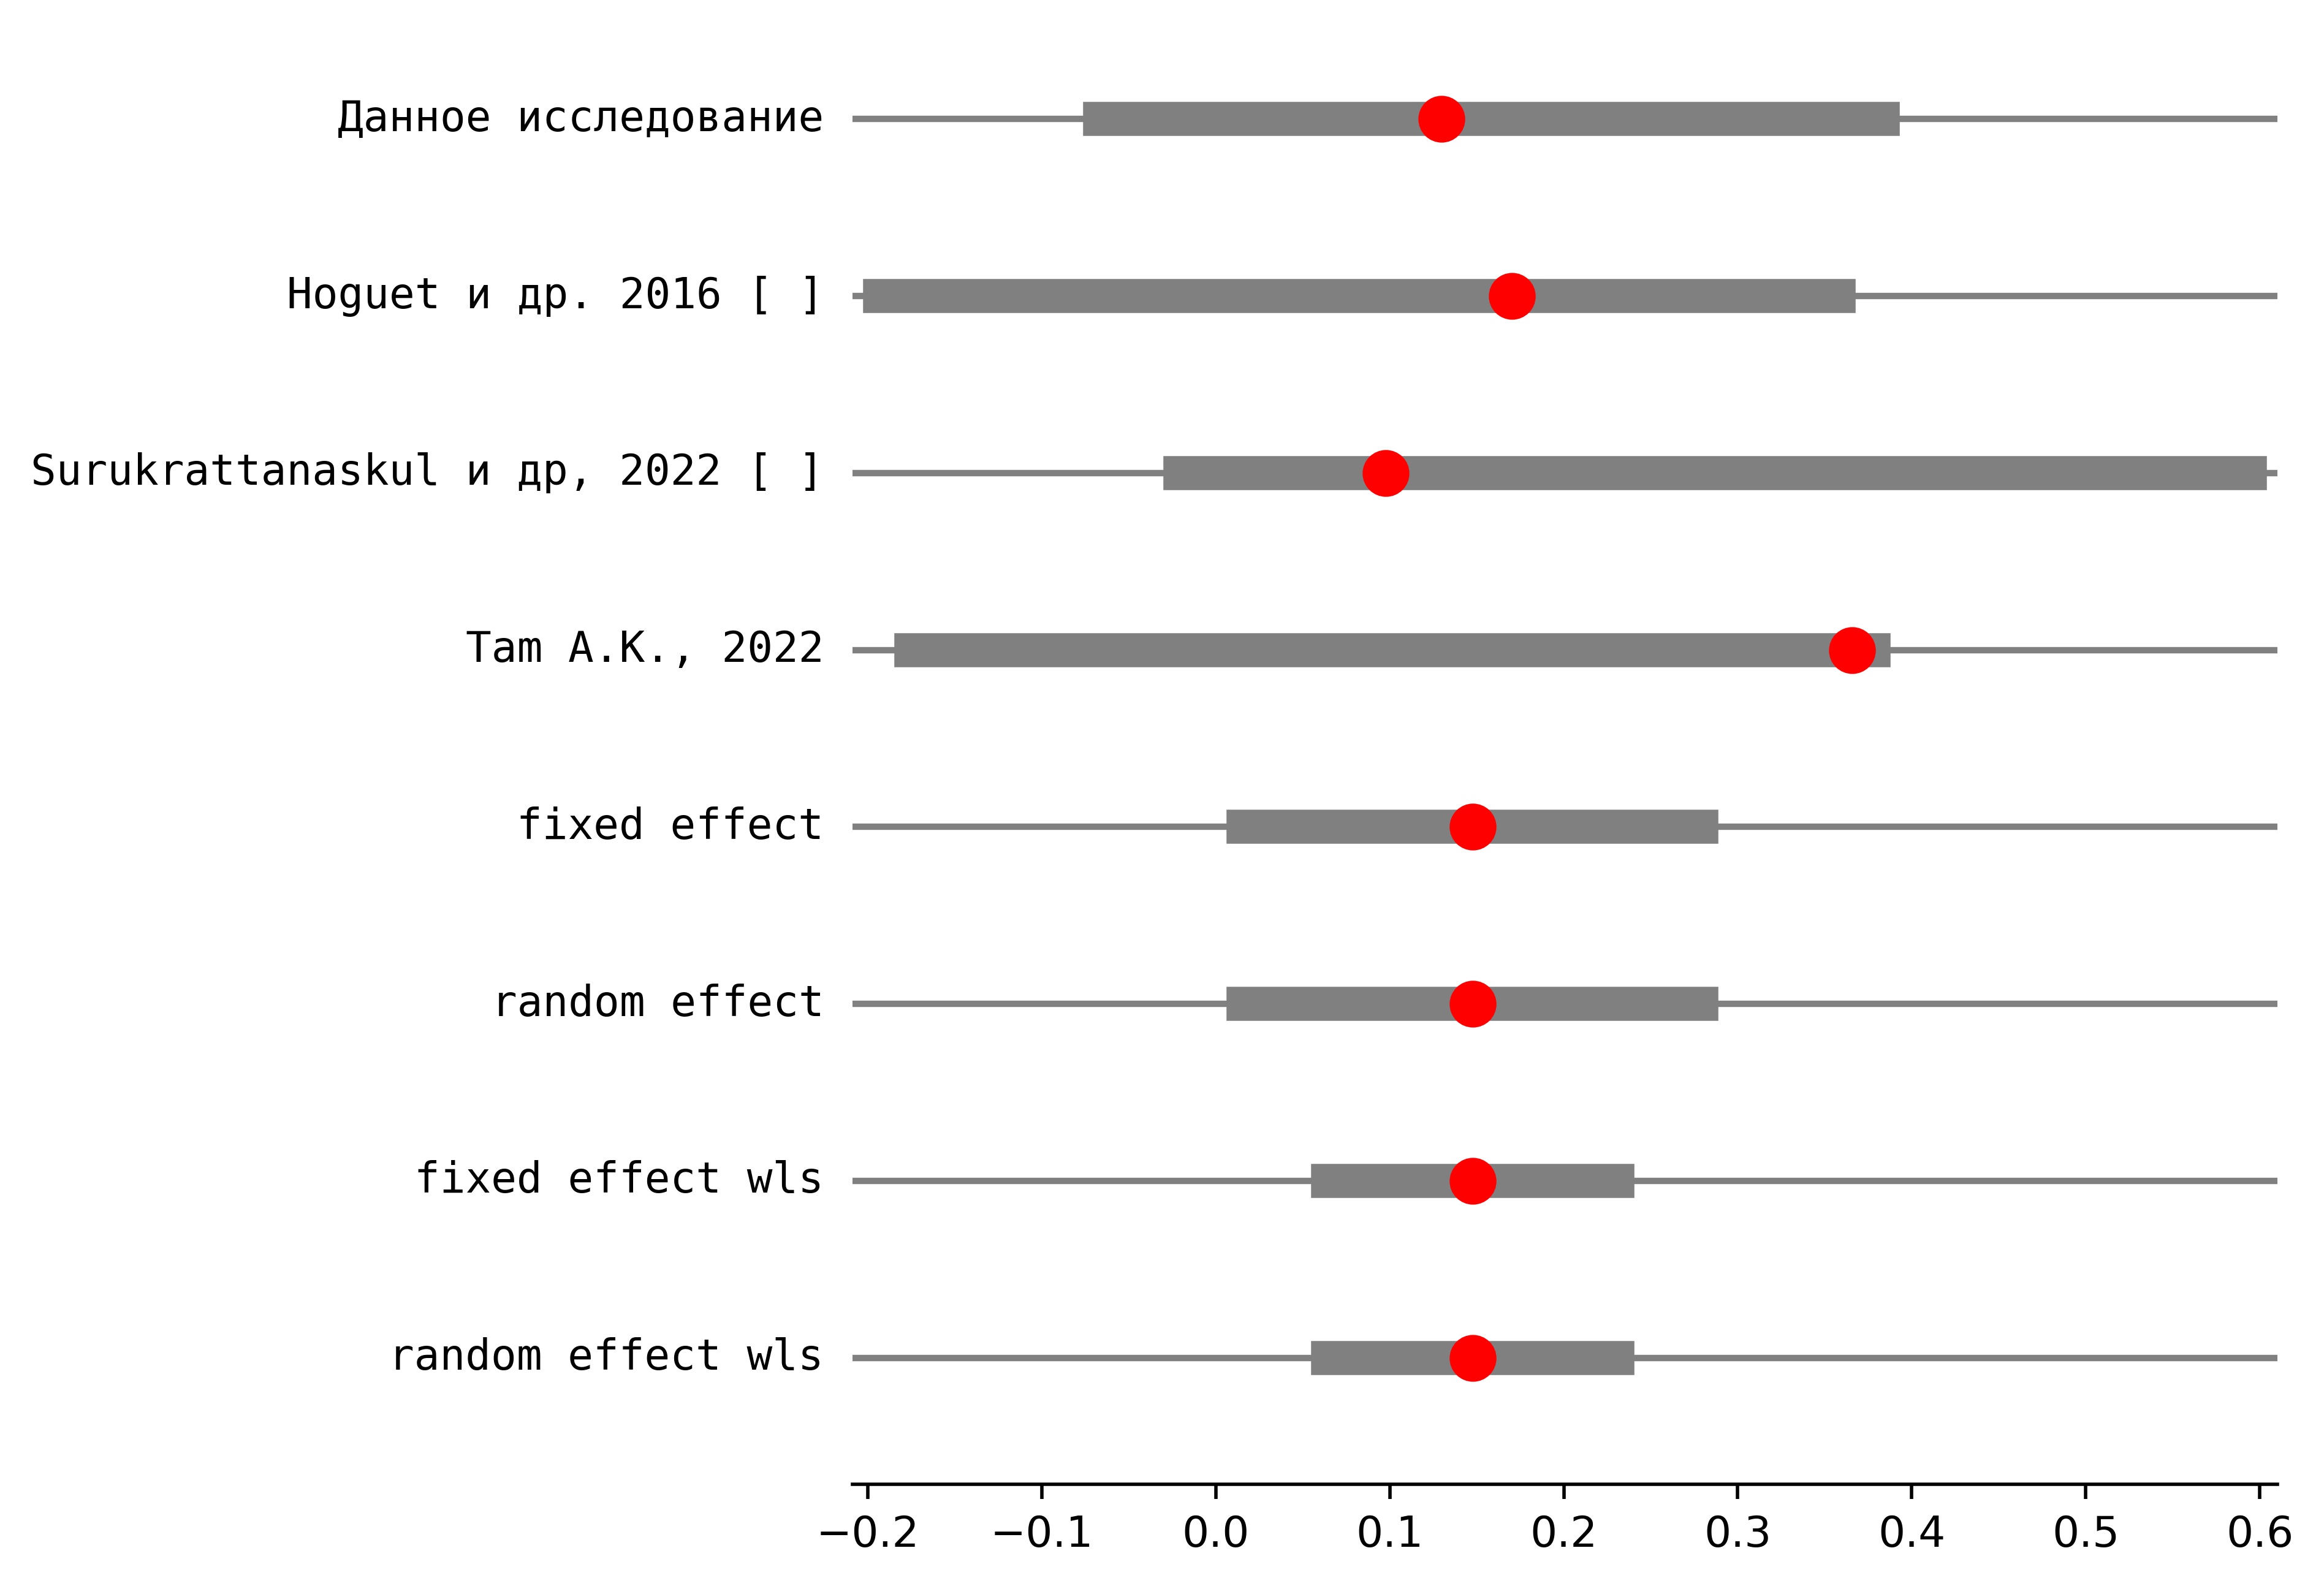 Данное исследование
Hoguet и др. 2016 [ ]
Surukrattanaskul и др, 2022 [ ]
Tam A.K., 2022
fixed effect
random effect
fixed effect wls
random effect wls
−0.2 −0.1 0.0 0.1 0.2 0.3 0.4 0.5 0.6